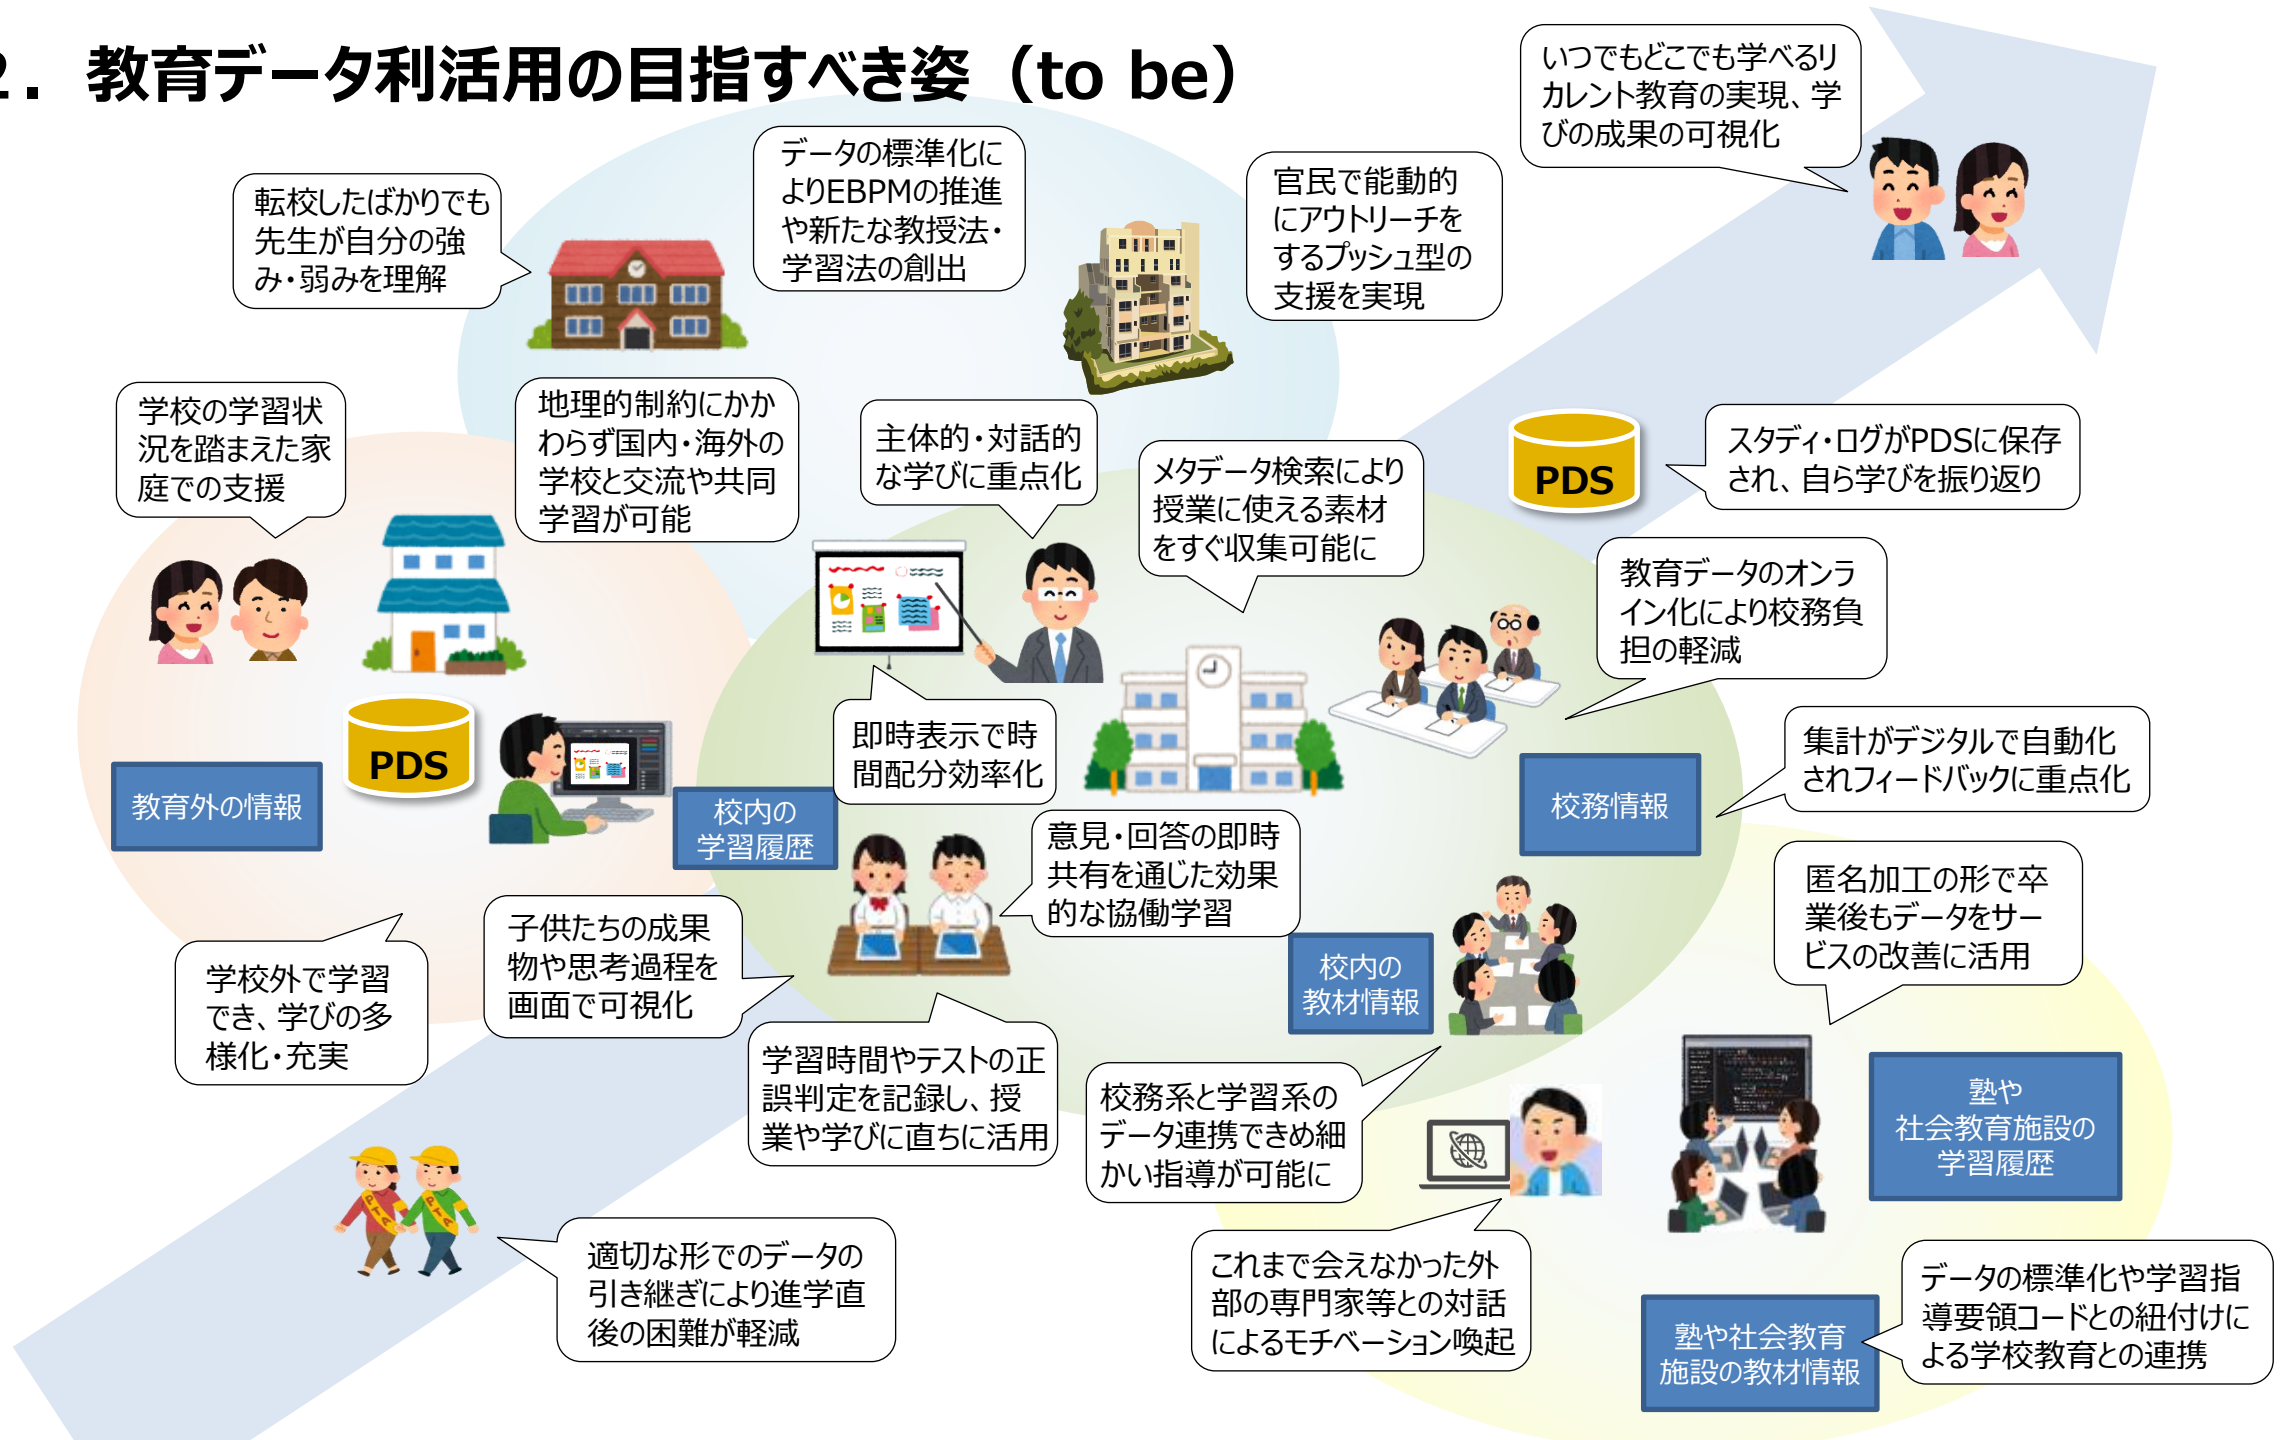 2．教育データ利活用の目指すべき姿（to be）
いつでもどこでも学べるリ
カレント教育の実現、学
びの成果の可視化
データの標準化に
よりEBPMの推進
や新たな教授法・
学習法の創出
官民で能動的
にアウトリーチを
するプッシュ型の
支援を実現
転校したばかりでも
先生が自分の強
み・弱みを理解
学校の学習状
況を踏まえた家
庭での支援
地理的制約にかか
わらず国内・海外の
学校と交流や共同
学習が可能
主体的・対話的
な学びに重点化
メタデータ検索により
授業に使える素材
をすぐ収集可能に
PDS
スタディ・ログがPDSに保存
され、自ら学びを振り返り
教育データのオンラ
イン化により校務負
担の軽減
PDS
即時表示で時
間配分効率化
集計がデジタルで自動化
されフィードバックに重点化
教育外の情報
校内の
学習履歴
校務情報
意見・回答の即時
共有を通じた効果
的な協働学習
匿名加工の形で卒
業後もデータをサー
ビスの改善に活用
子供たちの成果
物や思考過程を
画面で可視化
校内の
教材情報
学校外で学習
でき、学びの多
様化・充実
学習時間やテストの正
誤判定を記録し、授
業や学びに直ちに活用
校務系と学習系の
データ連携できめ細
かい指導が可能に
塾や
社会教育施設の
学習履歴
PTA
PTA
適切な形でのデータの
引き継ぎにより進学直
後の困難が軽減
これまで会えなかった外
部の専門家等との対話
によるモチベーション喚起
塾や社会教育
施設の教材情報
データの標準化や学習指
導要領コードとの紐付けに
よる学校教育との連携